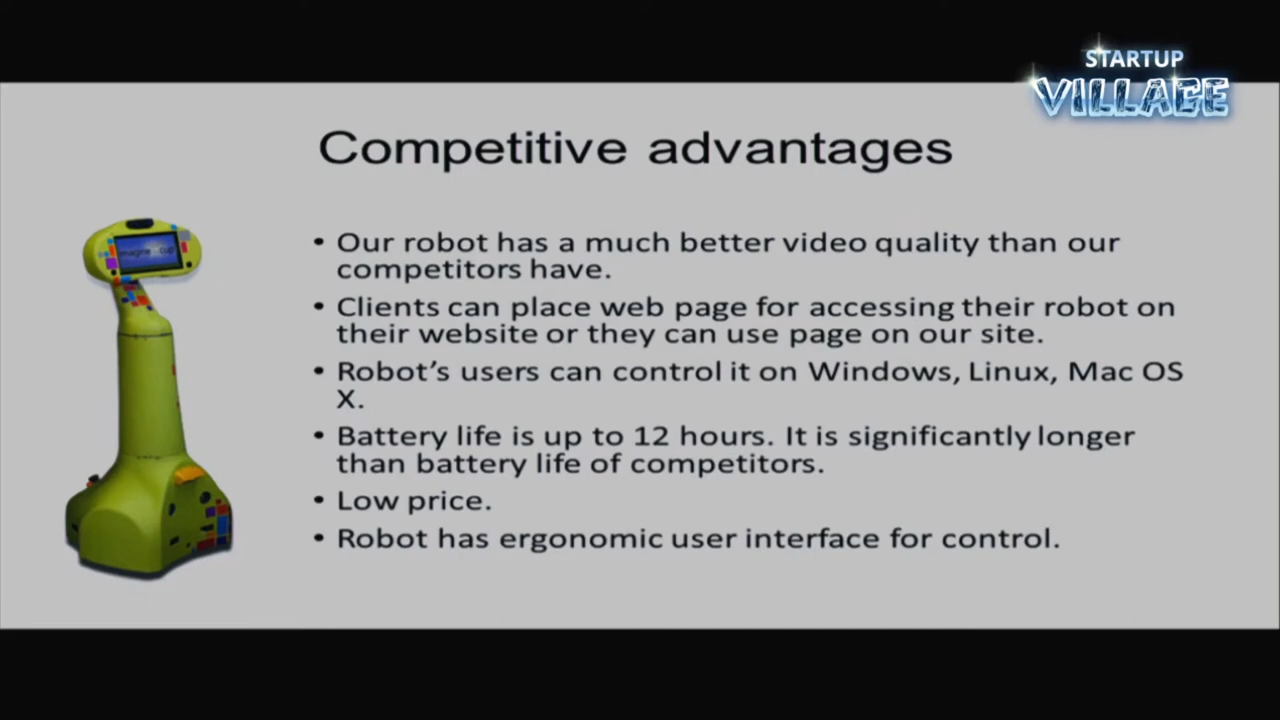 STARTUP
VILLAGE
Competitive advantages
• Our robot has a much better video quality than our
competitors have.
• Clients can place web page for accessing their robot on
their website or they can use page on our site.
• Robot's users can control it on Windows, Linux, Mac OS
X.
• Battery life is up to 12 hours. It is significantly longer
than battery life of competitors.
• Low price.
• Robot has ergonomic user interface for control.
imagine cup